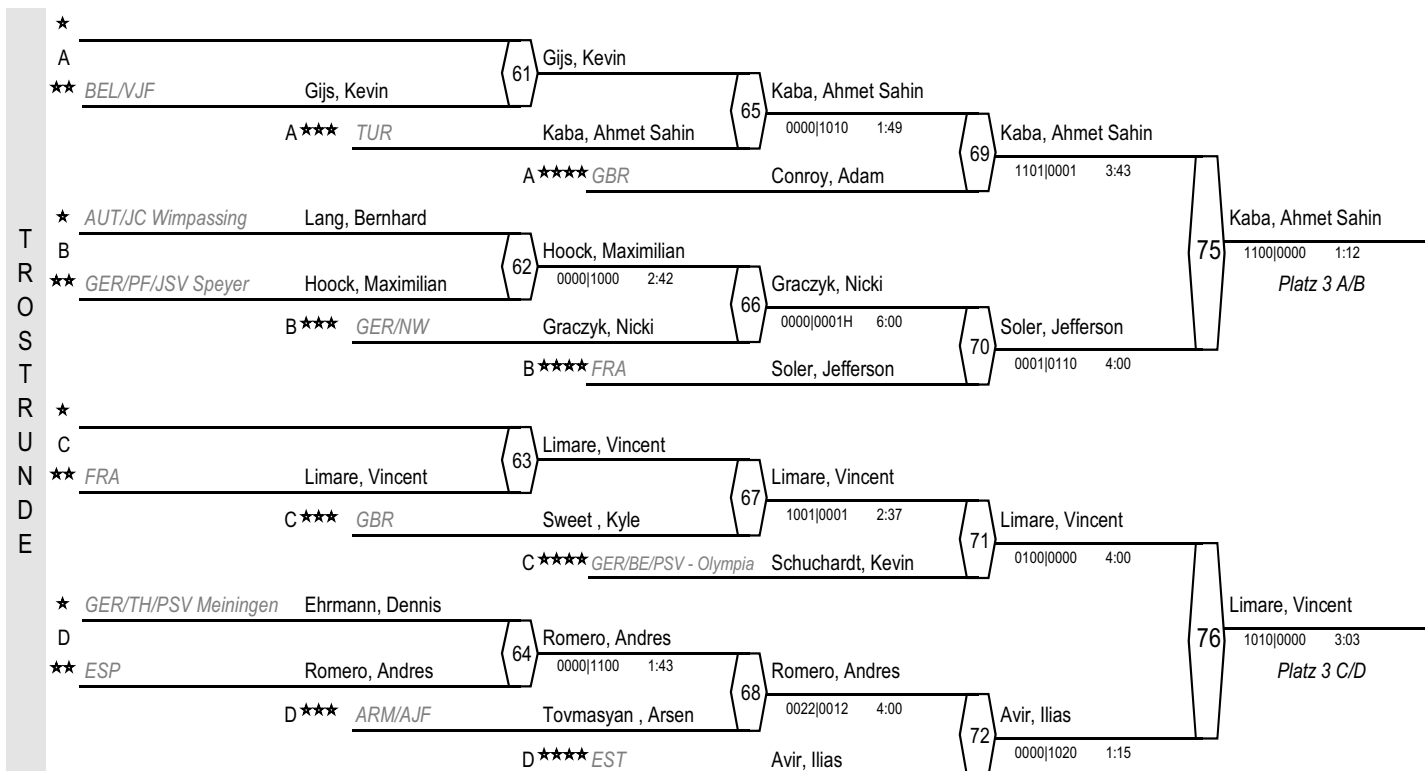 TROSTRUNDE
★
A
★★ BEL/VJF Gijs, Kevin
61 Gijs, Kevin
A★★★ TUR Kaba, Ahmet Sahin
65 Kaba, Ahmet Sahin
0000|1010 1:49
A★★★★ GBR Conroy, Adam
69 Kaba, Ahmet Sahin
1101|0001 3:43
★ AUT/JC Wimpassing Lang, Bernhard
B
★★ GER/PF/JSV Speyer Hoock, Maximilian
62 Hoock, Maximilian
0000|1000 2:42
B★★★ GER/NW Graczyk, Nicki
66 Graczyk, Nicki
0000|0001H 6:00
B★★★★ FRA Soler, Jefferson
70 Soler, Jefferson
0001|0110 4:00
75 Kaba, Ahmet Sahin
1100|0000 1:12
Platz 3 A/B
★
C
★★ FRA Limare, Vincent
63 Limare, Vincent
C★★★ GBR Sweet , Kyle
67 Limare, Vincent
1001|0001 2:37
C★★★★ GER/BE/PSV - Olympia Schuchardt, Kevin
71 Limare, Vincent
0100|0000 4:00
★ GER/TH/PSV Meiningen Ehrmann, Dennis
D
★★ ESP Romero, Andres
64 Romero, Andres
0000|1100 1:43
D★★★ ARM/AJF Tovmasyan , Arsen
68 Romero, Andres
0022|0012 4:00
D★★★★ EST Avir, Ilias
72 Avir, Ilias
0000|1020 1:15
76 Limare, Vincent
1010|0000 3:03
Platz 3 C/D